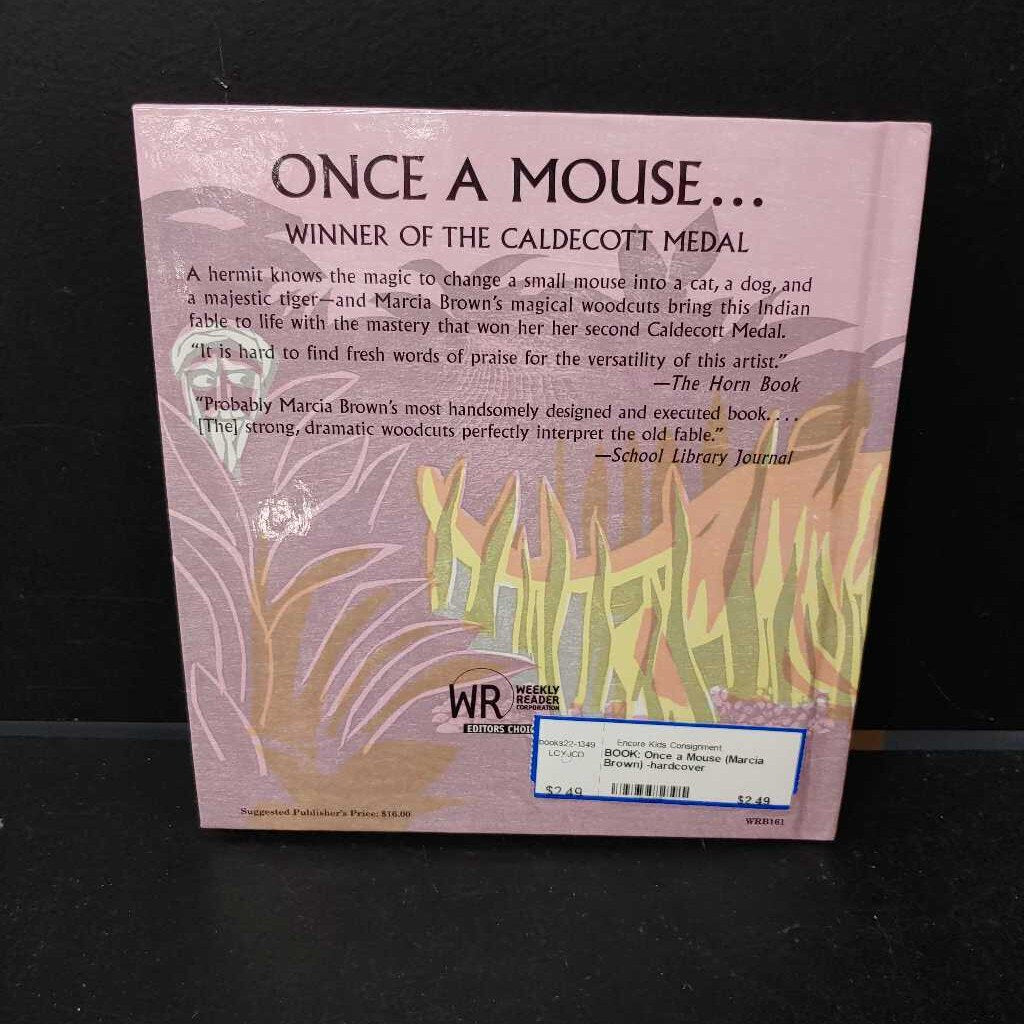 ONCE A MOUSE...
WINNER OF THE CALDECOTT MEDAL
A hermit knows the magic to change a small mouse into a cat, a dog, and
a majestic tiger—and Marcia Brown's magical woodcuts bring this Indian
fable to life with the mastery that won her her second Caldecott Medal.
“It is hard to find fresh words of praise for the versatility of this artist.”
—The Horn Book
“Probably Marcia Brown's most handsomely designed and executed book....
[The] strong, dramatic woodcuts perfectly interpret the old fable.”
—School Library Journal
WR WEEKLY
READER
CORPORATION
EDITORS
books22-1349
LCYJCD
$2.49
Encore Kids Consignment
BOOK: Once a Mouse (Marcia
Brown) -hardcover
$2.49
Suggested Publisher's Price: $16.00
WRB161